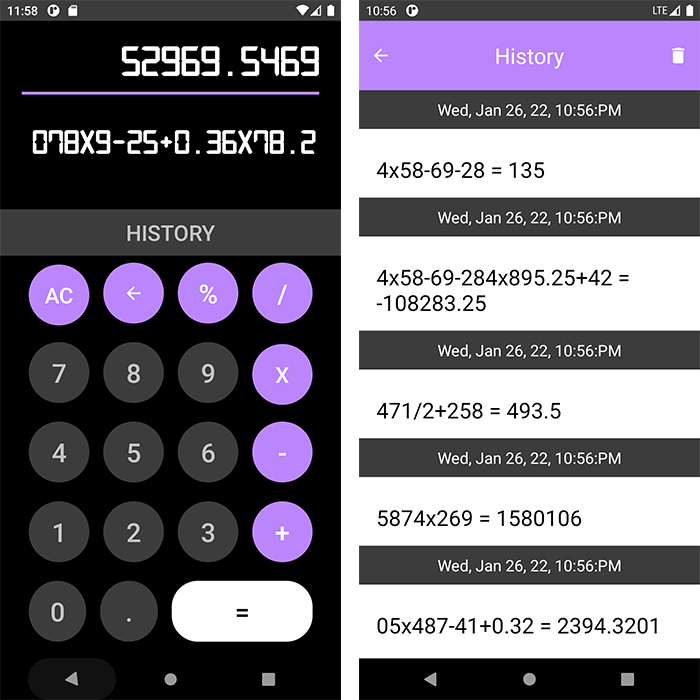 11:58
52969.5469
078X9-25+0.36X78.2
HISTORY
AC ← % /
7 8 9 X
4 5 6 -
1 2 3 +
0 . =
10:56 LTE
← History
Wed, Jan 26, 22, 10:56:PM
4x58-69-28 = 135
Wed, Jan 26, 22, 10:56:PM
4x58-69-284x895.25+42 =
-108283.25
Wed, Jan 26, 22, 10:56:PM
471/2+258 = 493.5
Wed, Jan 26, 22, 10:56:PM
5874x269 = 1580106
Wed, Jan 26, 22, 10:56:PM
05x487-41+0.32 = 2394.3201